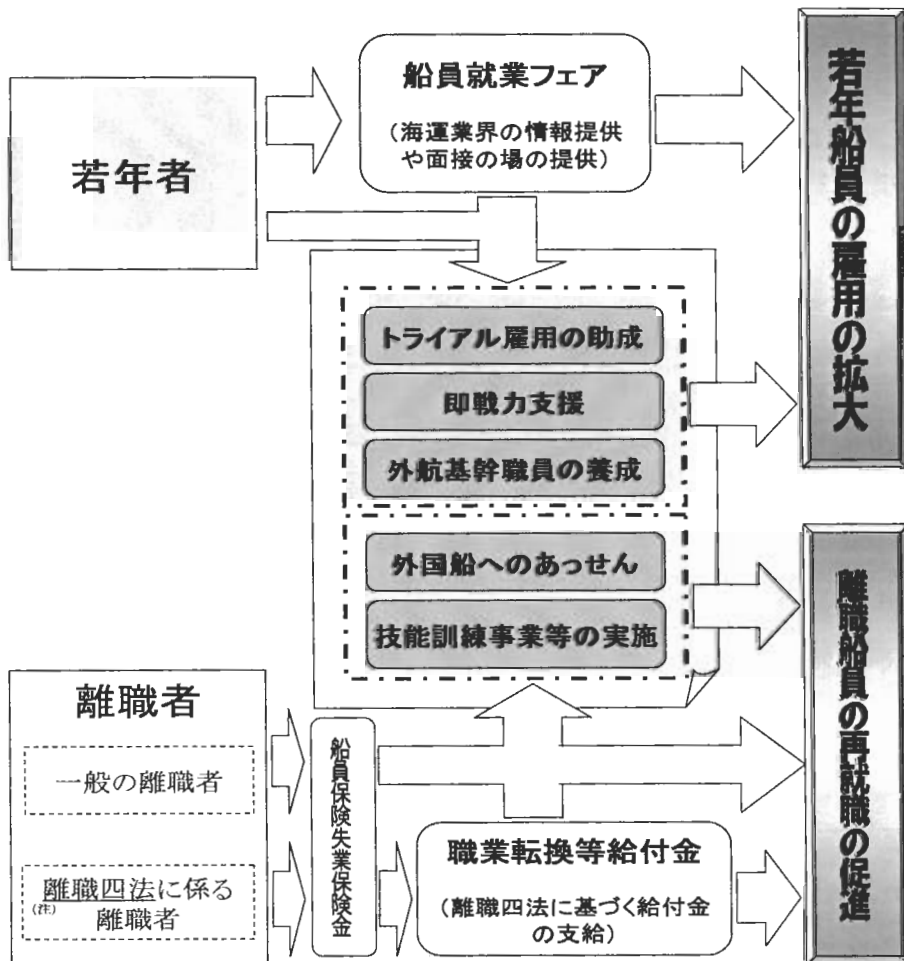 若年者
船員就業フェア
(海運業界の情報提供
や面接の場の提供)
若年船員の雇用の拡大
トライアル雇用の助成
即戦力支援
外航基幹職員の養成
外国船へのあっせん
技能訓練事業等の実施
離職船員の再就職の促進
離職者
一般の離職者
離職四法に係る
(注)
離職者
船員保険失業保険金
職業転換等給付金
(離職四法に基づく給付金
の支給)